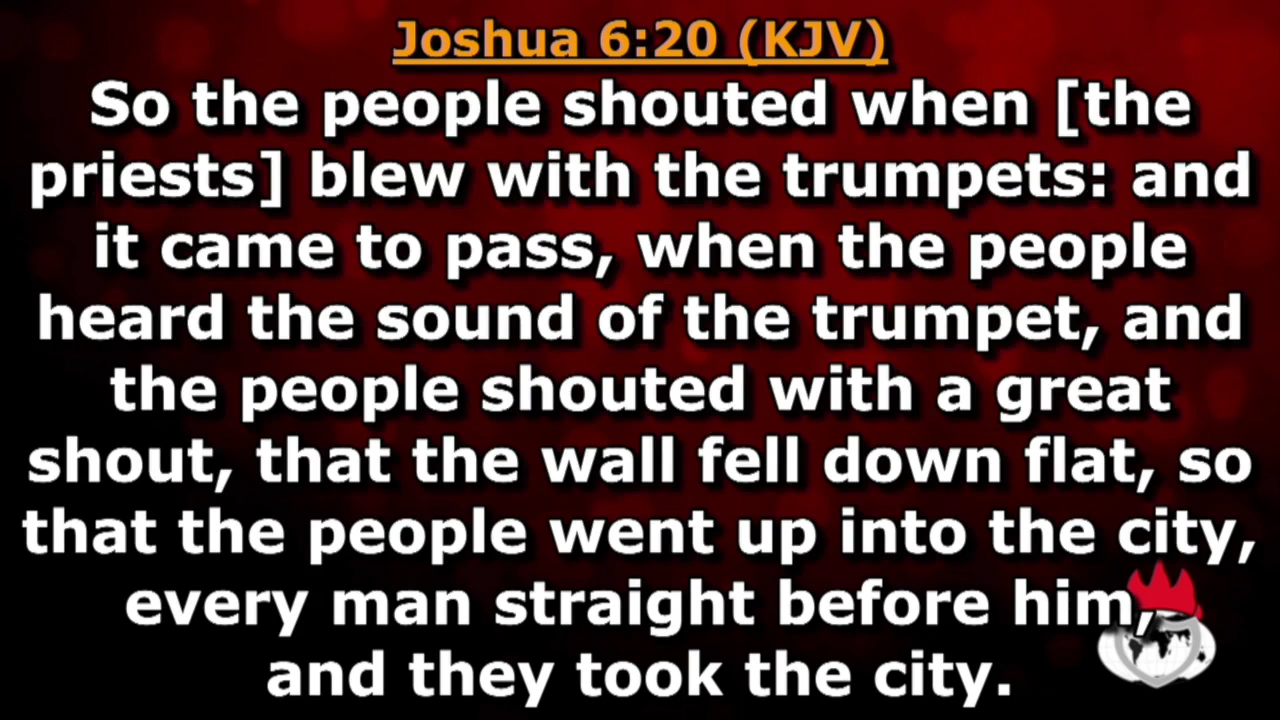 Joshua 6:20 (KJV)
So the people shouted when [the
priests] blew with the trumpets: and
it came to pass, when the people
heard the sound of the trumpet, and
the people shouted with a great
shout, that the wall fell down flat, so
that the people went up into the city,
every man straight before him,
and they took the city.